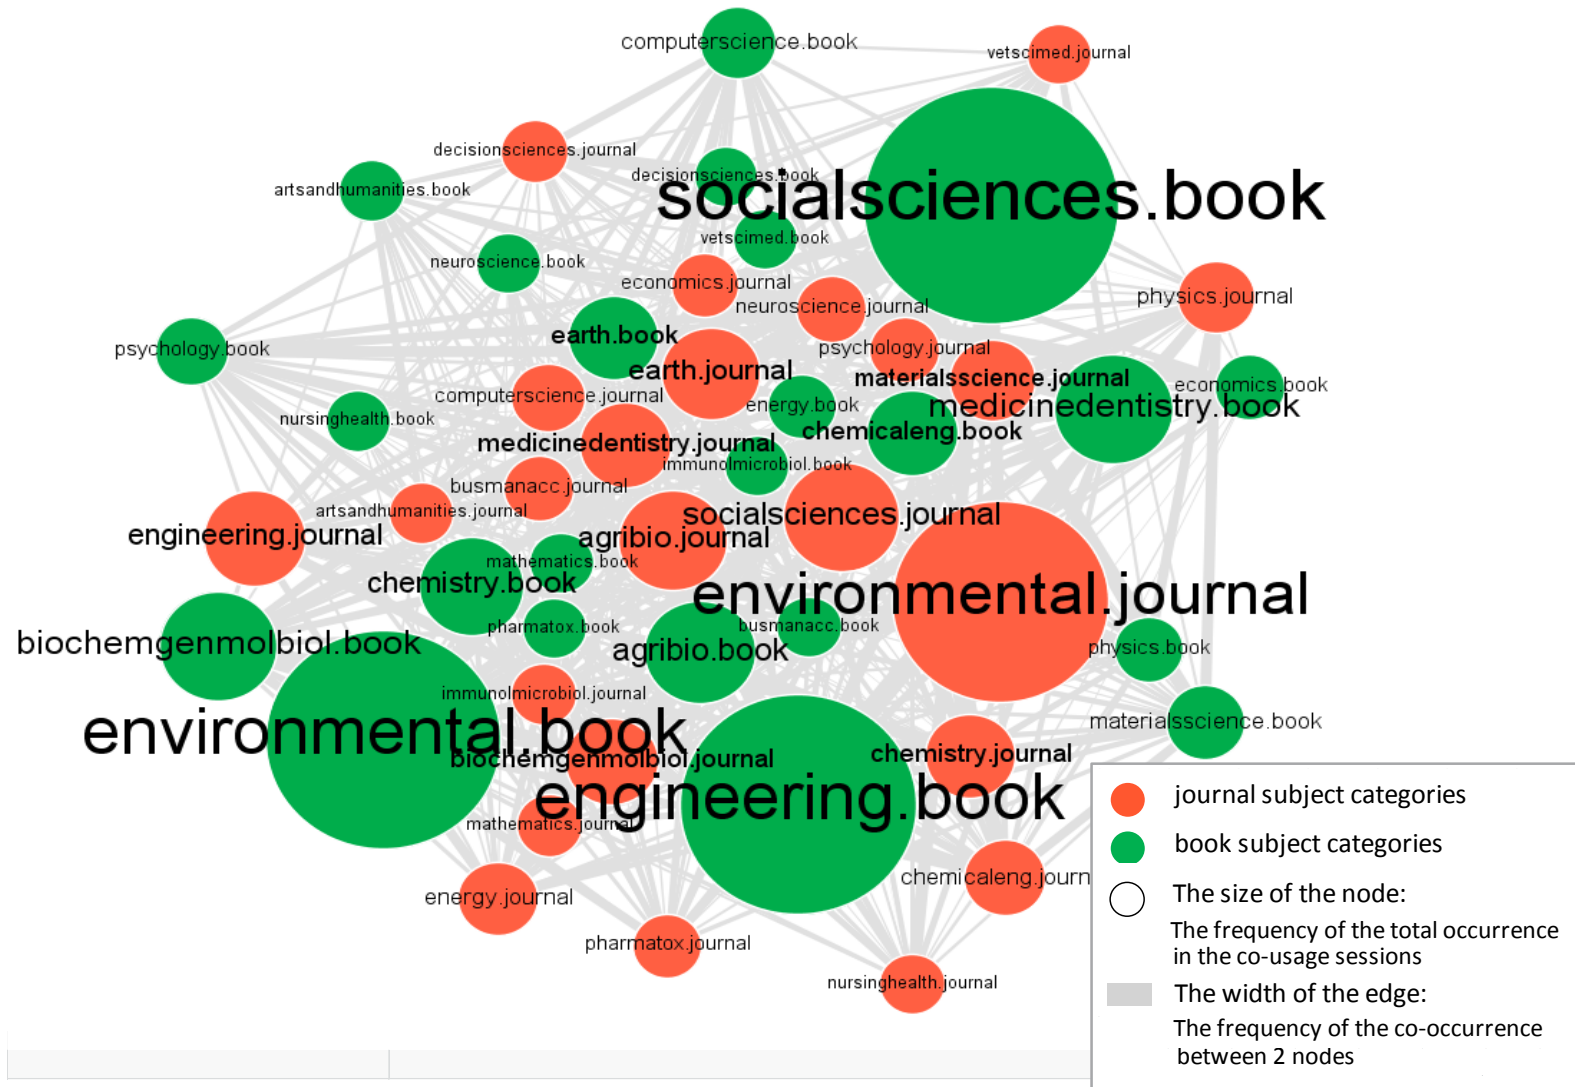 computerscience.book
vetscimed.journal
decisionsciences.journal
decisionsciences.book
artsandhumanities.book
socialsciences.book
vetscimed.book
neuroscience.book
economics.journal
physics.journal
neuroscience.journal
earth.book
psychology.book
psychology.journal
earth.journal
materialsscience.journal
economics.book
computerscience.journal
energy.book
medicinedentistry.book
nursinghealth.book
chemicaleng.book
medicinedentistry.journal
immunolmicrobiol.book
busmanacc.journal
artsandhumanities.journal
socialsciences.journal
engineering.journal
agribio.journal
mathematics.book
chemistry.book
environmental.journal
pharmatox.book
busmanacc.book
biochemgenmolbiol.book
agribio.book
physics.book
immunolmicrobiol.journal
materialsscience.book
environmental.book
biochemgenmolbiol.journal
chemistry.journal
engineering.book
mathematics.journal
chemicaleng.journ
energy.journal
pharmatox.journal
nursinghealth.journal
journal subject categories
book subject categories
The size of the node:
The frequency of the total occurrence
in the co-usage sessions
The width of the edge:
The frequency of the co-occurrence
between 2 nodes